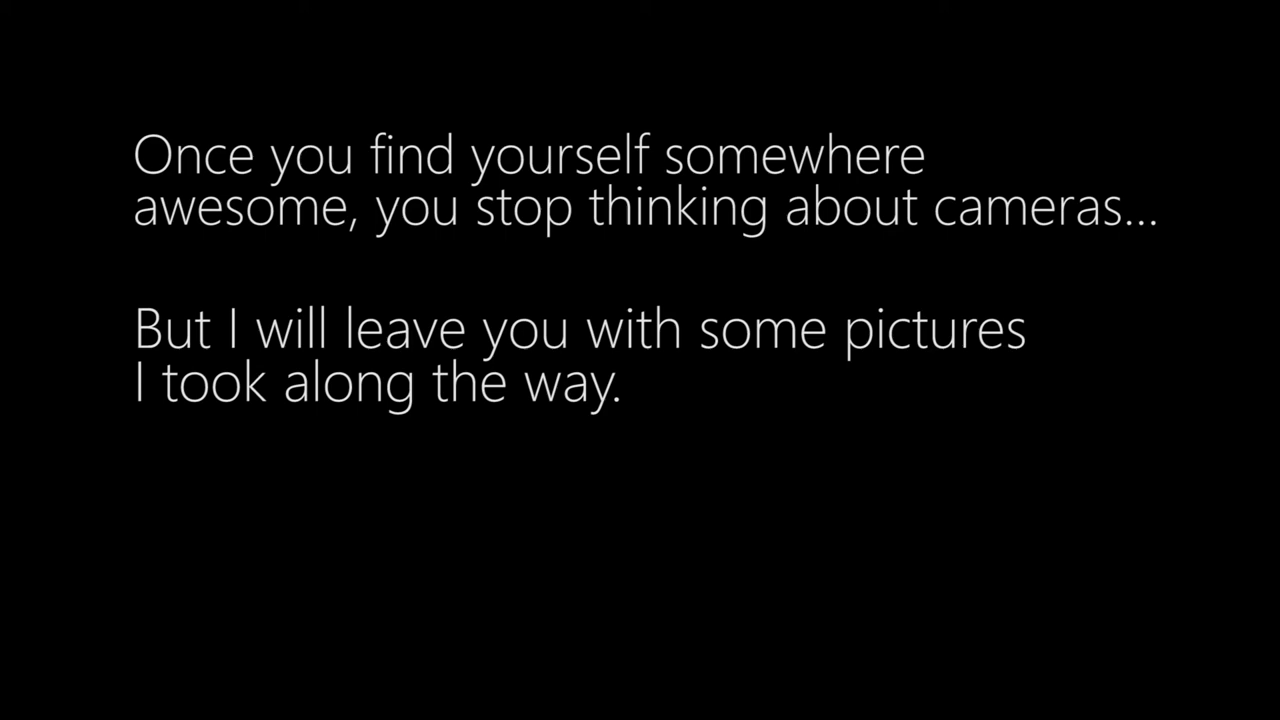 Once you find yourself somewhere
awesome, you stop thinking about cameras...
But I will leave you with some pictures
I took along the way.